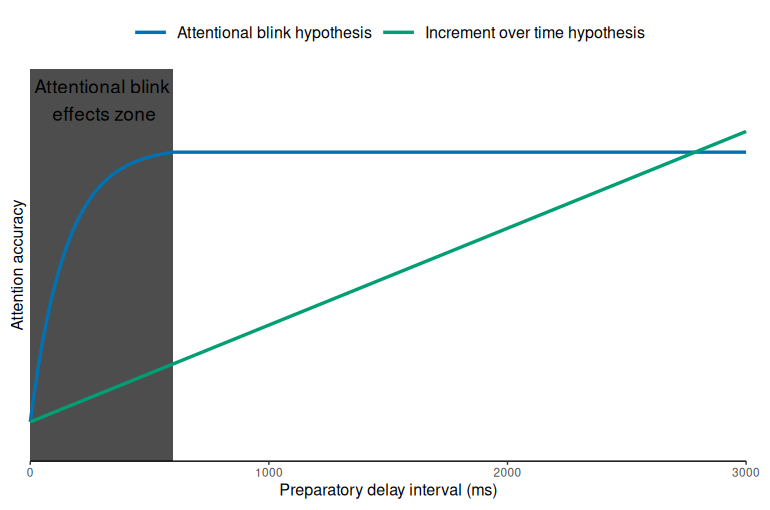 Attentional blink hypothesis Increment over time hypothesis
Attentional blink
effects zone
Attention accuracy
0 1000 2000 3000
Preparatory delay interval (ms)